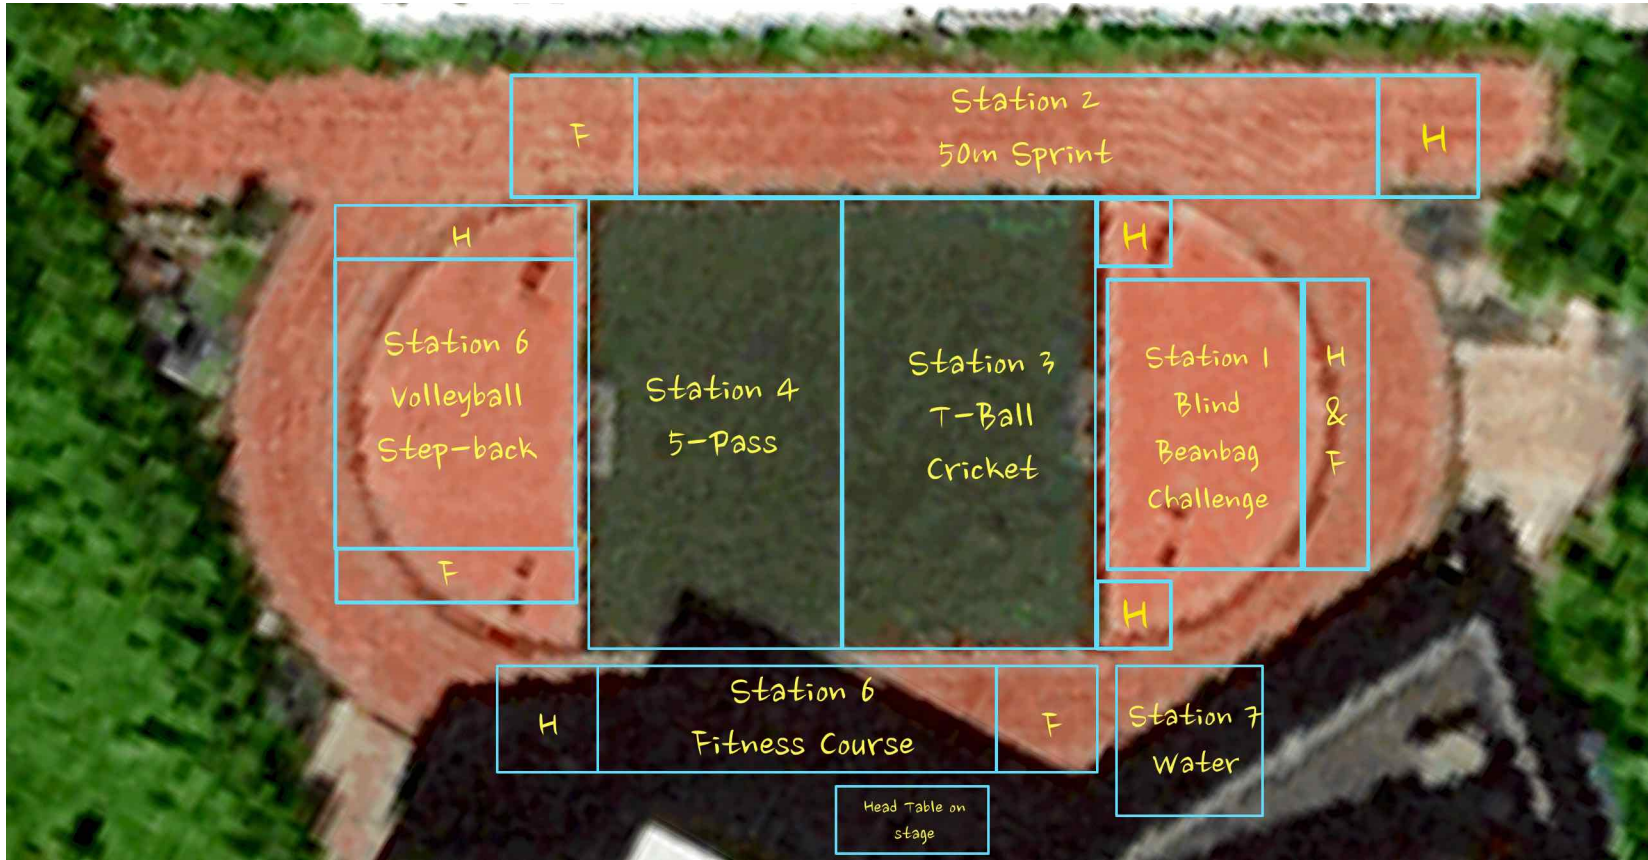 Station 2
50m Sprint
F
H
H
Station 6
Volleyball
Step-back
F
Station 4
5-Pass
Station 3
T-Ball
Cricket
H
Station 1
Blind
Beanbag
Challenge
H
&
F
H
H
Station 6
Fitness Course
F
Station 7
Water
Head Table on
stage